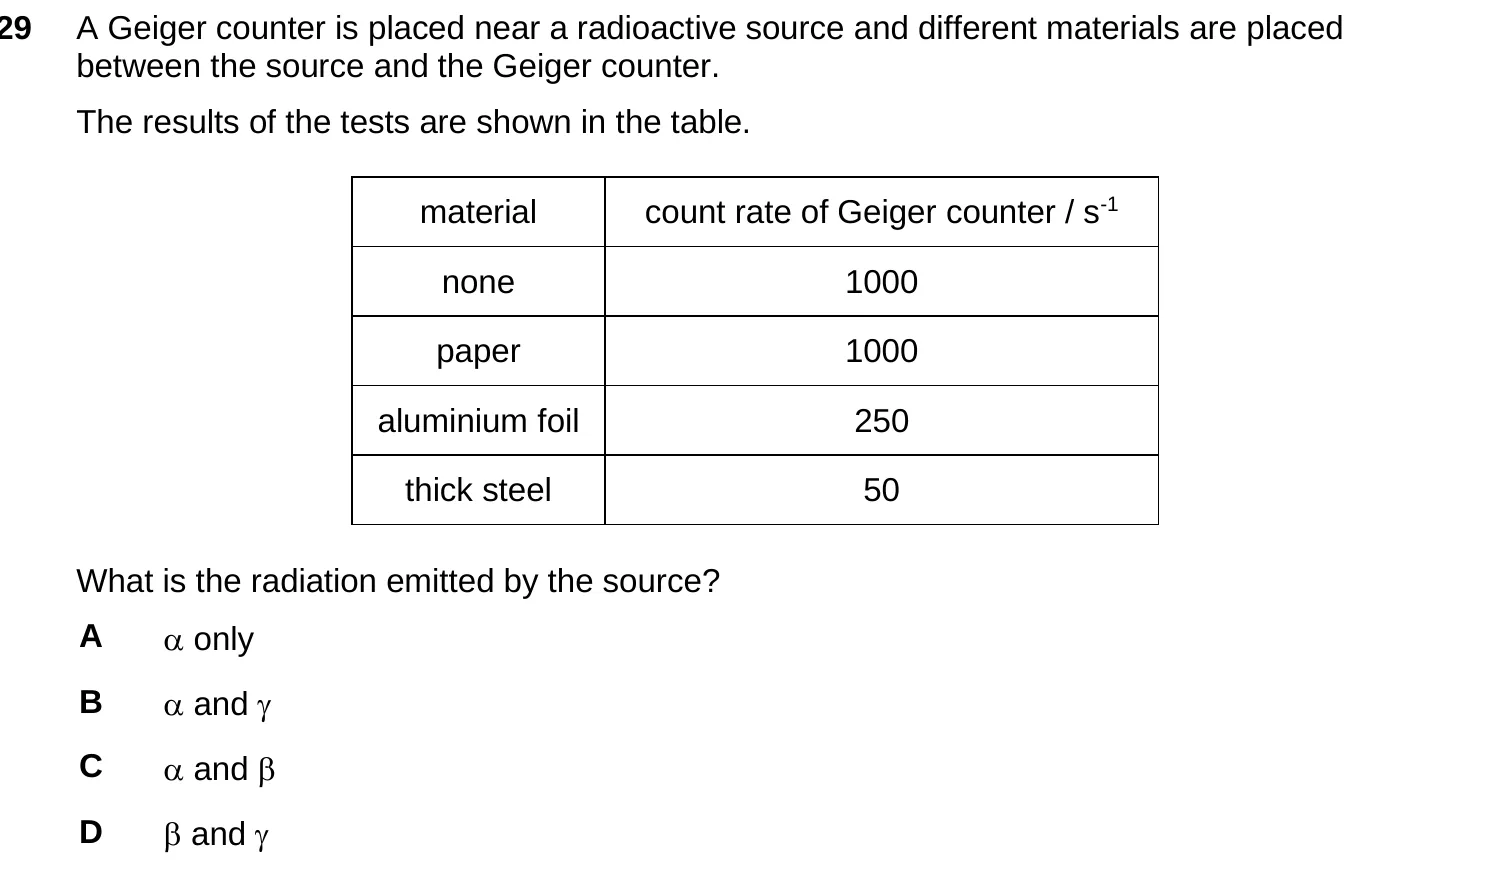 29 A Geiger counter is placed near a radioactive source and different materials are placed
between the source and the Geiger counter.
The results of the tests are shown in the table.
material count rate of Geiger counter / s⁻¹
none 1000
paper 1000
aluminium foil 250
thick steel 50
What is the radiation emitted by the source?
A α only
B α and γ
C α and β
D β and γ